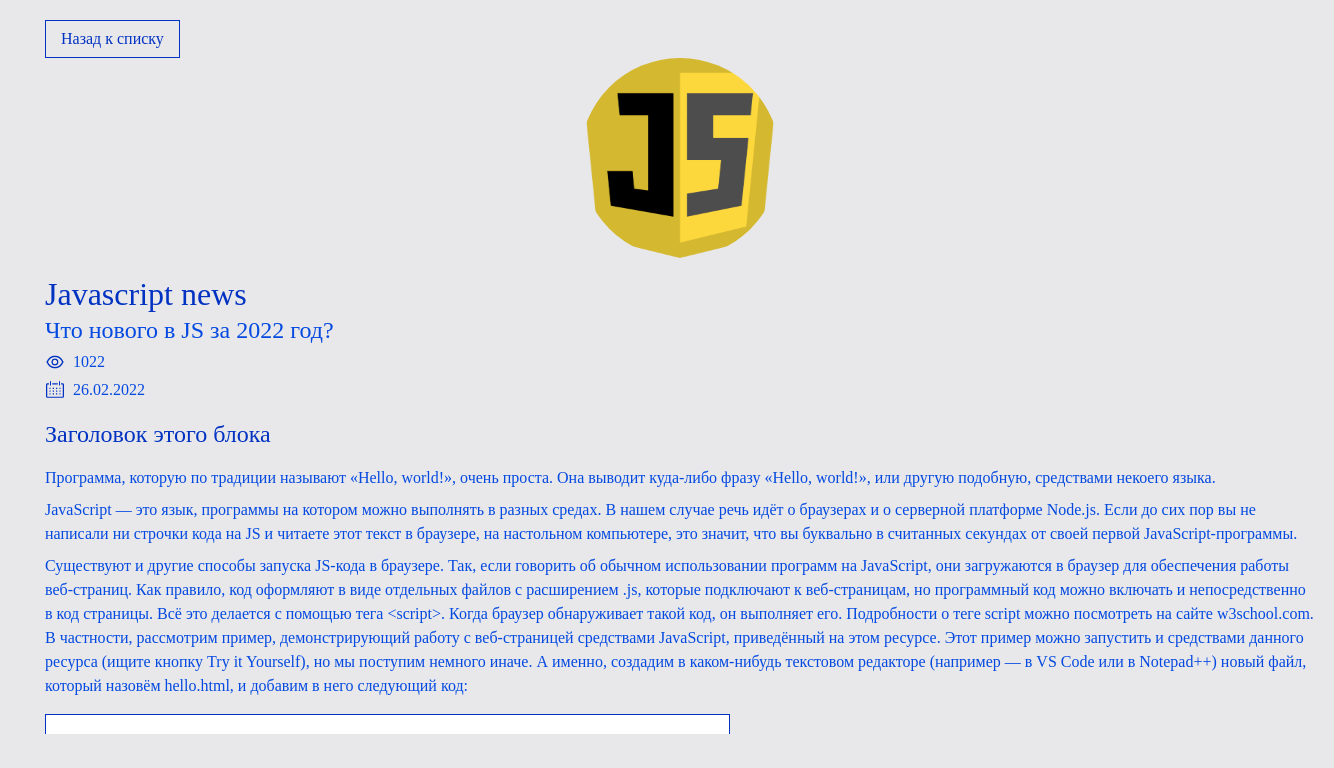 Назад к списку
JS
Javascript news
Что нового в JS за 2022 год?
1022
26.02.2022
Заголовок этого блока
Программа, которую по традиции называют «Hello, world!», очень проста. Она выводит куда-либо фразу «Hello, world!», или другую подобную, средствами некоего языка.
JavaScript — это язык, программы на котором можно выполнять в разных средах. В нашем случае речь идёт о браузерах и о серверной платформе Node.js. Если до сих пор вы не
написали ни строчки кода на JS и читаете этот текст в браузере, на настольном компьютере, это значит, что вы буквально в считанных секундах от своей первой JavaScript-программы.
Существуют и другие способы запуска JS-кода в браузере. Так, если говорить об обычном использовании программ на JavaScript, они загружаются в браузер для обеспечения работы
веб-страниц. Как правило, код оформляют в виде отдельных файлов с расширением .js, которые подключают к веб-страницам, но программный код можно включать и непосредственно
в код страницы. Всё это делается с помощью тега <script>. Когда браузер обнаруживает такой код, он выполняет его. Подробности о теге script можно посмотреть на сайте w3school.com.
В частности, рассмотрим пример, демонстрирующий работу с веб-страницей средствами JavaScript, приведённый на этом ресурсе. Этот пример можно запустить и средствами данного
ресурса (ищите кнопку Try it Yourself), но мы поступим немного иначе. А именно, создадим в каком-нибудь текстовом редакторе (например — в VS Code или в Notepad++) новый файл,
который назовём hello.html, и добавим в него следующий код: